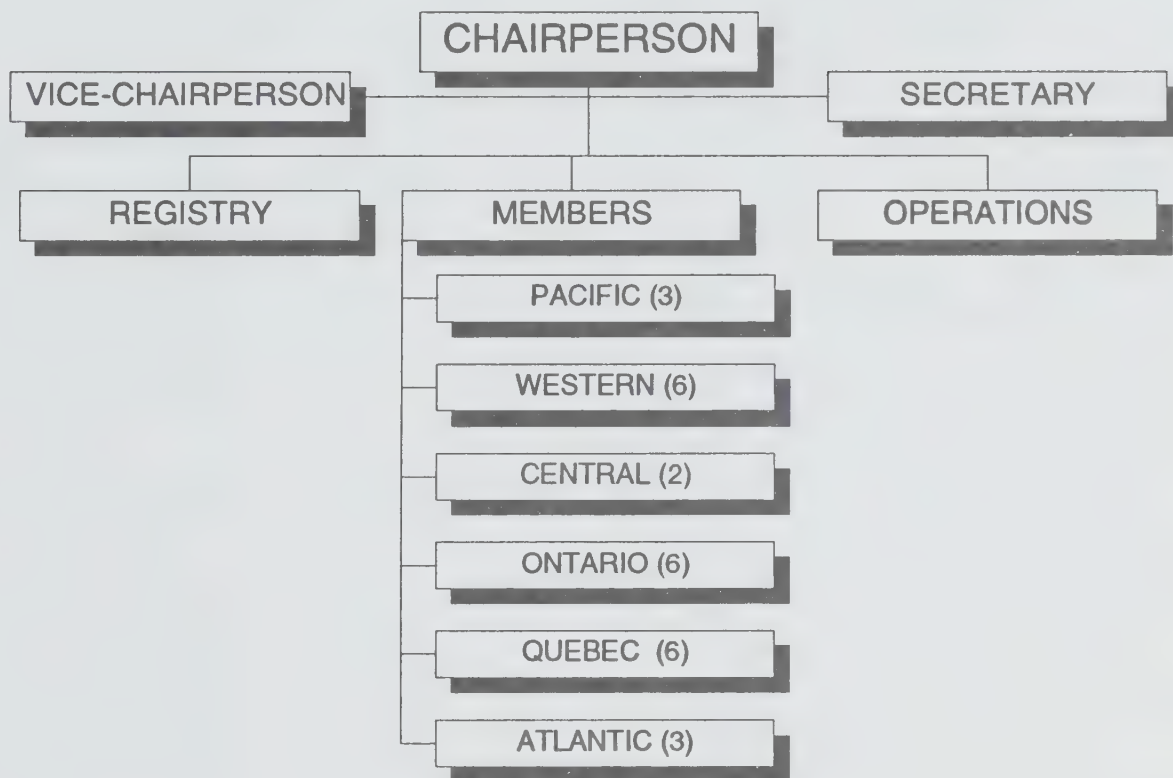 CHAIRPERSON
VICE-CHAIRPERSON
SECRETARY
REGISTRY
MEMBERS
OPERATIONS
PACIFIC (3)
WESTERN (6)
CENTRAL (2)
ONTARIO (6)
QUEBEC (6)
ATLANTIC (3)